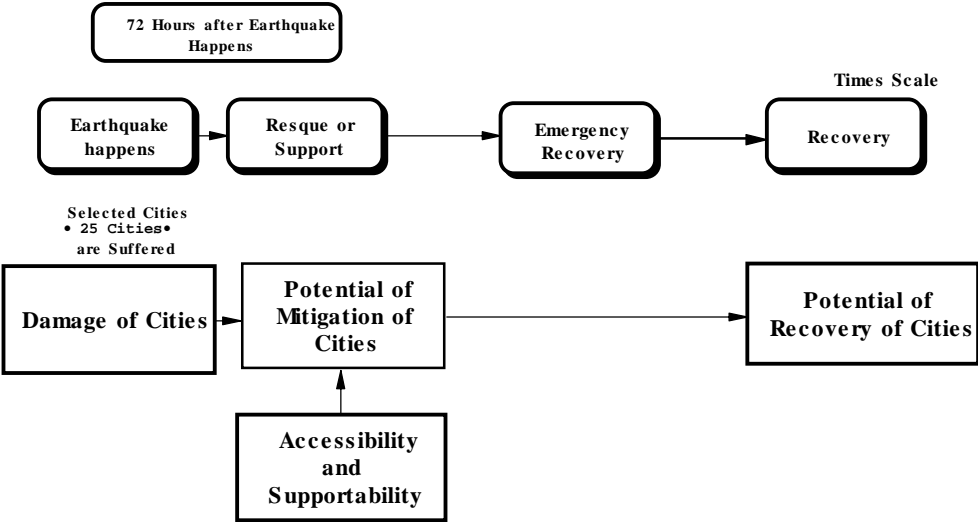 72 Hours after Earthquake
Happens
Times Scale
Earthquake
happens
Resque or
Support
Emergency
Recovery
Recovery
Selected Cities
• 25 Cities•
are Suffered
Damage of Cities
Potential of
Mitigation of
Cities
Potential of
Recovery of Cities
Accessibility
and
Supportability